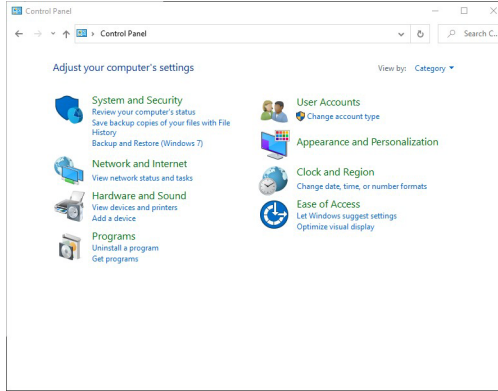 Control Panel
Control Panel
Search C...
Adjust your computer's settings
View by: Category
System and Security
Review your computer's status
Save backup copies of your files with File
History
Backup and Restore (Windows 7)
Network and Internet
View network status and tasks
Hardware and Sound
View devices and printers
Add a device
Programs
Uninstall a program
Get programs
User Accounts
Change account type
Appearance and Personalization
Clock and Region
Change date, time, or number formats
Ease of Access
Let Windows suggest settings
Optimize visual display